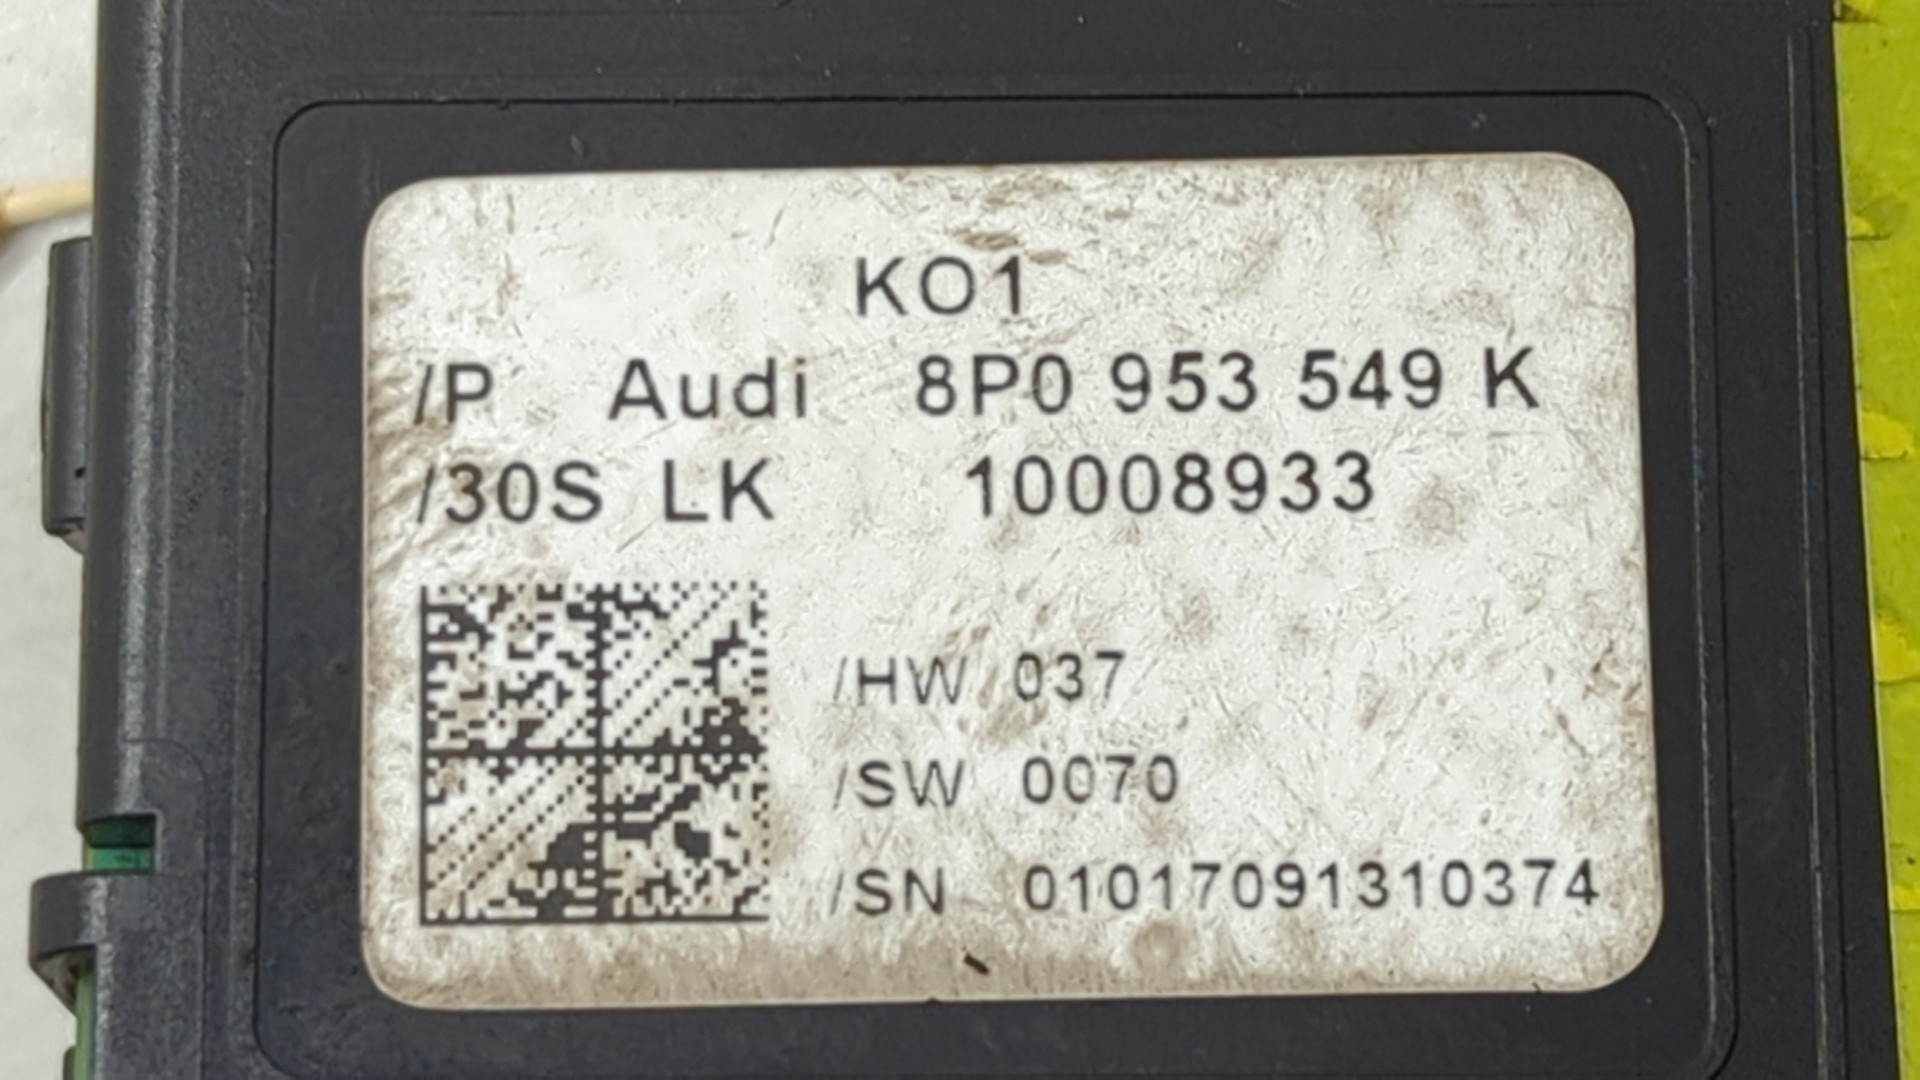 KO1
/P Audi 8P0 953 549 K
/30S LK 10008933
/HW 037
/SW 0070
/SN 01017091310374